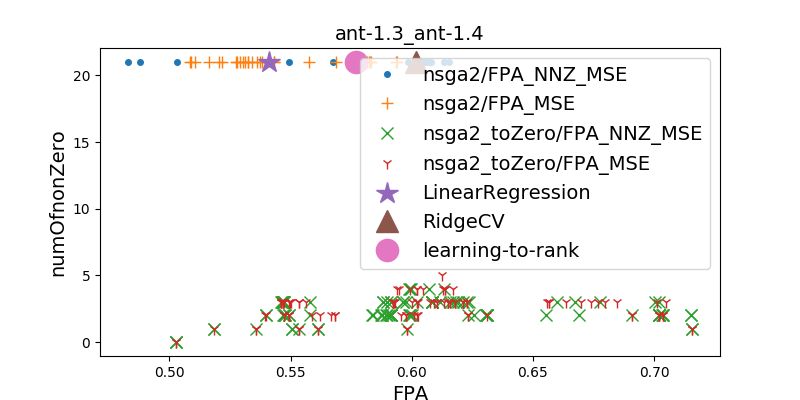 ant-1.3_ant-1.4
numOfnonZero
20
15
10
5
0
nsga2/FPA_NNZ_MSE
nsga2/FPA_MSE
nsga2_toZero/FPA_NNZ_MSE
nsga2_toZero/FPA_MSE
LinearRegression
RidgeCV
learning-to-rank
0.50 0.55 0.60 0.65 0.70
FPA